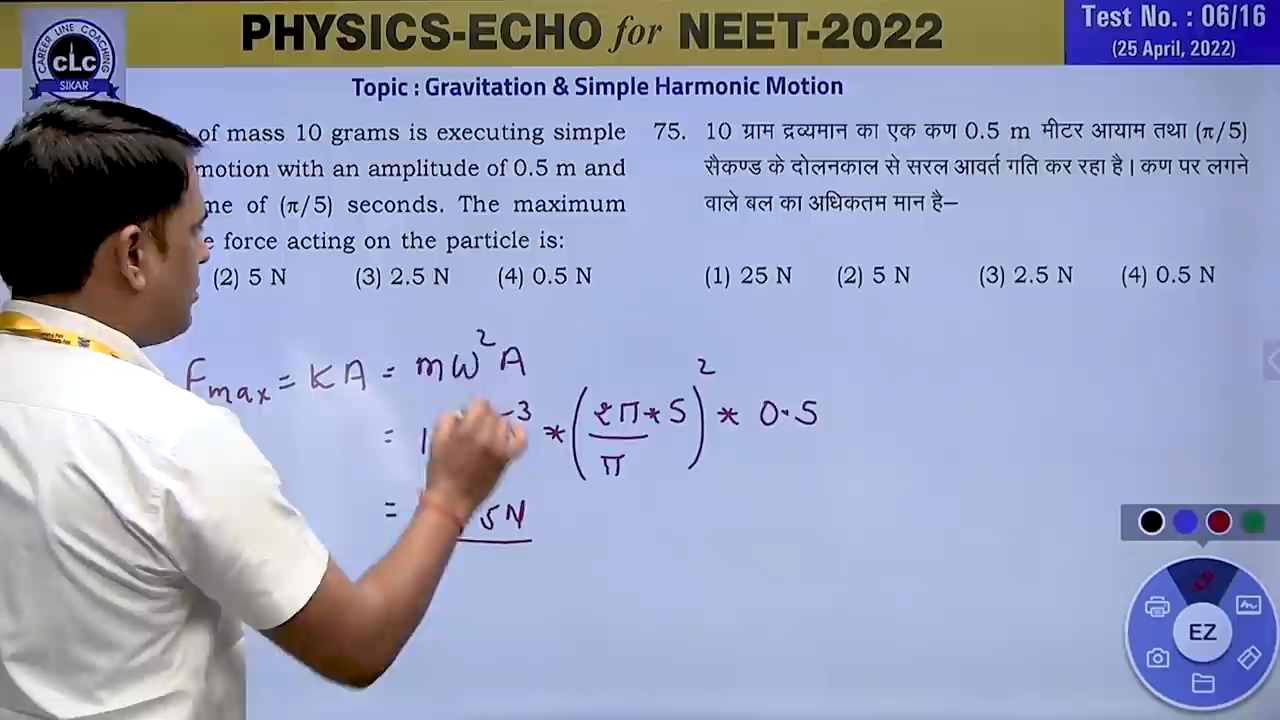 PHYSICS-ECHO for NEET-2022
Test No. : 06/16
(25 April, 2022)
CAREER LINE COACHING
CLC
SIKAR
Topic : Gravitation & Simple Harmonic Motion
of mass 10 grams is executing simple
motion with an amplitude of 0.5 m and
of (π/5) seconds. The maximum
force acting on the particle is:
(2) 5 N (3) 2.5 N (4) 0.5 N
75. 10 ग्राम द्रव्यमान का एक कण 0.5 m मीटर आयाम तथा (π/5)
सैकण्ड के दोलनकाल से सरल आवर्त गति कर रहा है। कण पर लगने
वाले बल का अधिकतम मान है–
(1) 25 N (2) 5 N (3) 2.5 N (4) 0.5 N
Fmax = KA = mω²A
= * (2π*5/π)² * 0.5
= 5N
EZ